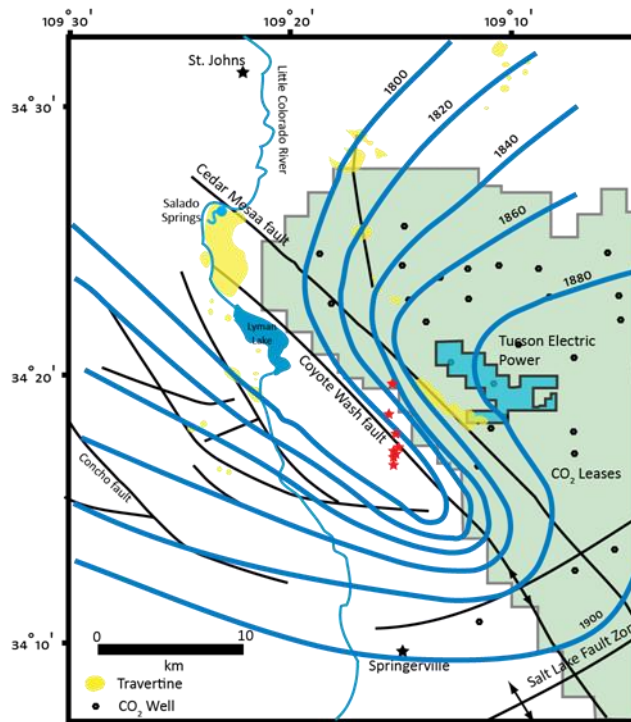 109° 30'
109° 20'
109° 10'
34° 30'
34° 20'
34° 10'
St. Johns
Little Colorado River
1800
1820
1840
1860
1880
1900
Cedar Mesaa fault
Salado
Springs
Lyman
Lake
Coyote Wash fault
Tucson Electric
Power
CO2 Leases
Concho fault
0
10
km
Springerville
Salt Lake Fault Zon
Travertine
CO2 Well